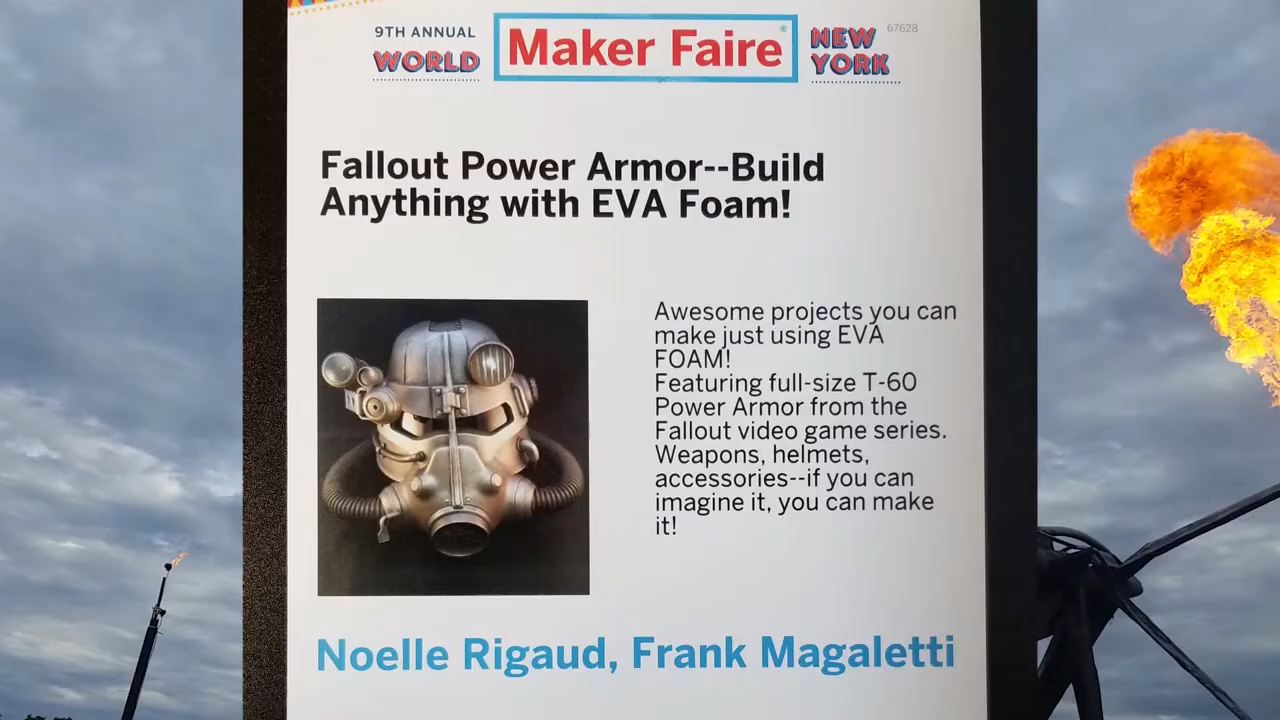 9TH ANNUAL
WORLD
Maker Faire®
NEW
YORK
67628
Fallout Power Armor--Build
Anything with EVA Foam!
Awesome projects you can
make just using EVA
FOAM!
Featuring full-size T-60
Power Armor from the
Fallout video game series.
Weapons, helmets,
accessories--if you can
imagine it, you can make
it!
Noelle Rigaud, Frank Magaletti